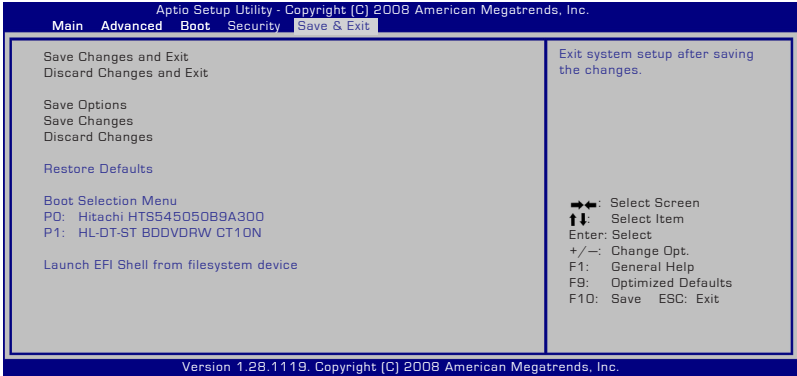 Aptio Setup Utility - Copyright (C) 2008 American Megatrends, Inc.
Main Advanced Boot Security Save & Exit
Save Changes and Exit
Discard Changes and Exit
Save Options
Save Changes
Discard Changes
Restore Defaults
Boot Selection Menu
P0: Hitachi HTS545050B9A300
P1: HL-DT-ST BDDVDRW CT10N
Launch EFI Shell from filesystem device
Exit system setup after saving
the changes.
➡⬅: Select Screen
⬆⬇: Select Item
Enter: Select
+/—: Change Opt.
F1: General Help
F9: Optimized Defaults
F10: Save ESC: Exit
Version 1.28.1119. Copyright (C) 2008 American Megatrends, Inc.